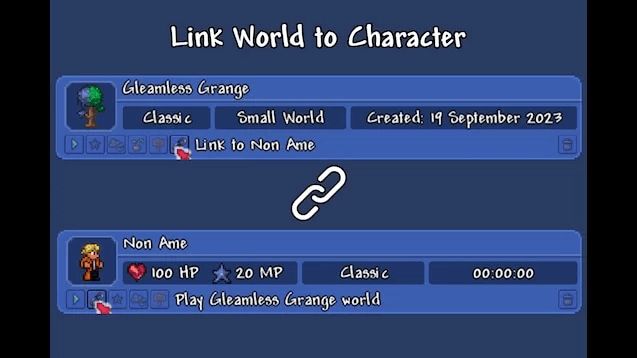 Link World to Character
Gleamless Grange
Classic
Small World
Created: 19 September 2023
Link to Non Ame
Non Ame
100 HP
20 MP
Classic
00:00:00
Play Gleamless Grange world